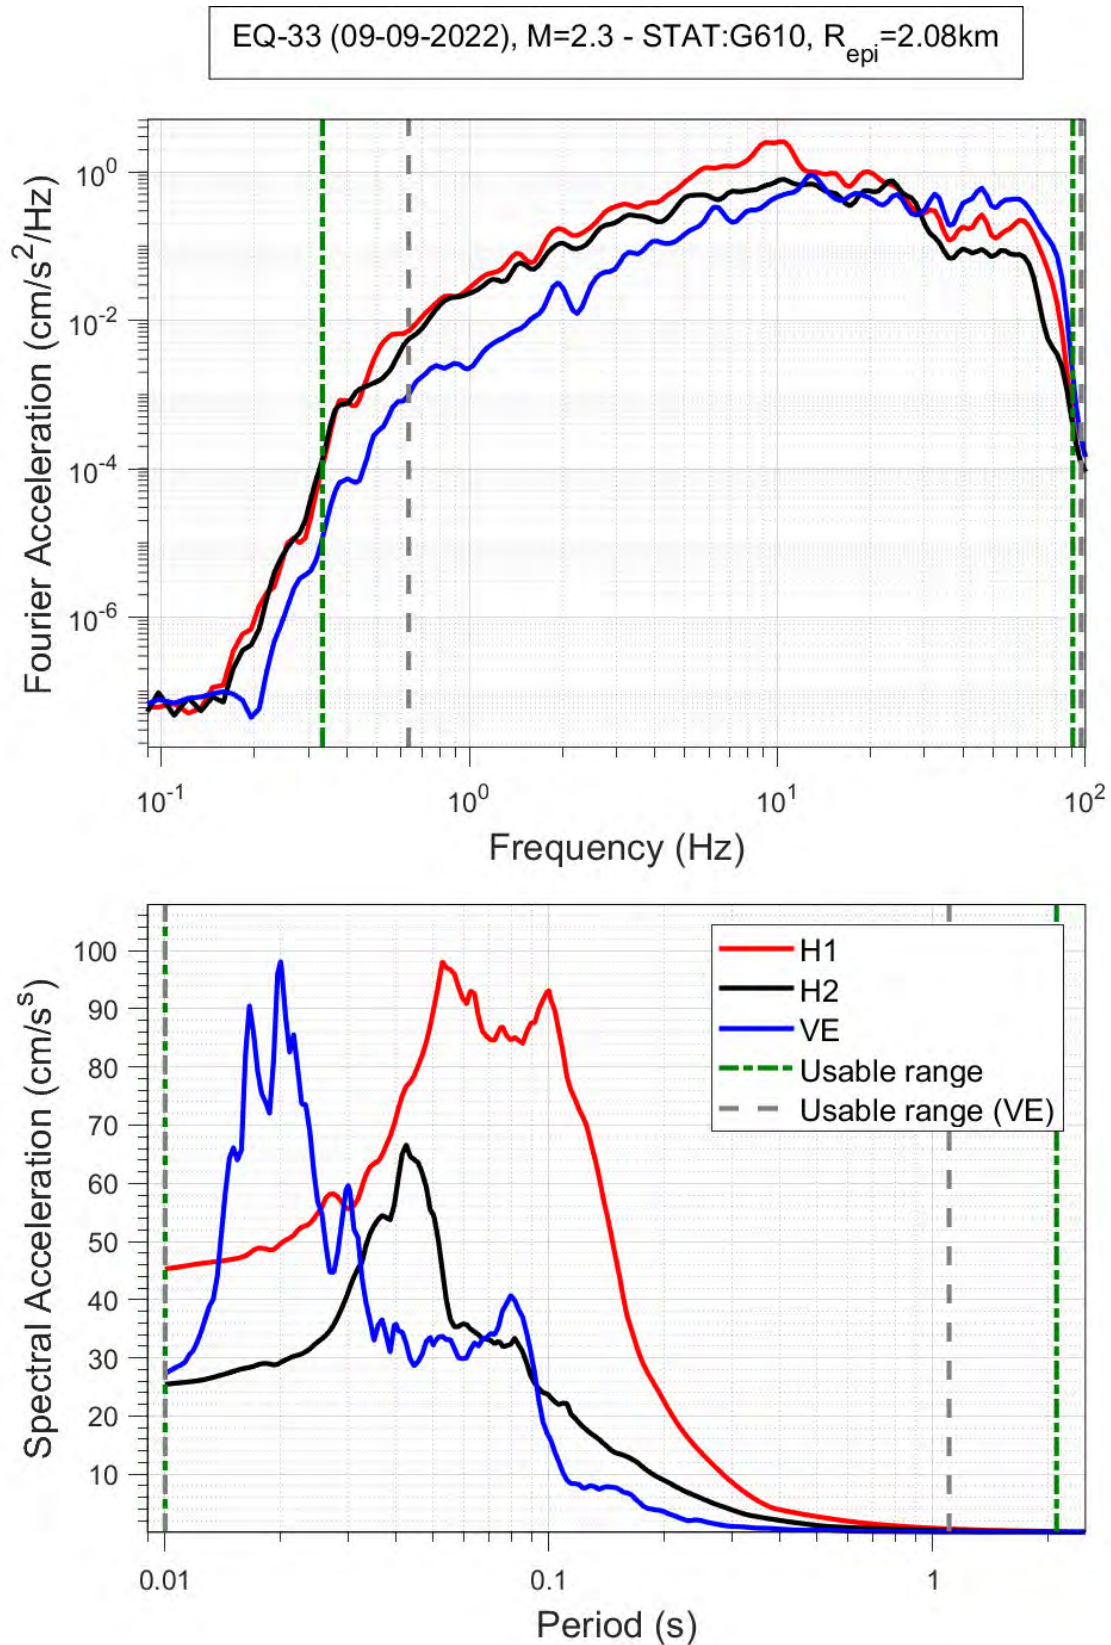 EQ-33 (09-09-2022), M=2.3 - STAT:G610, R_epi=2.08km
Fourier Acceleration (cm/s^2/Hz)
10^0
10^-2
10^-4
10^-6
10^-1 10^0 10^1 10^2
Frequency (Hz)
Spectral Acceleration (cm/s^s)
100
90
80
70
60
50
40
30
20
10
H1
H2
VE
Usable range
Usable range (VE)
0.01 0.1 1
Period (s)